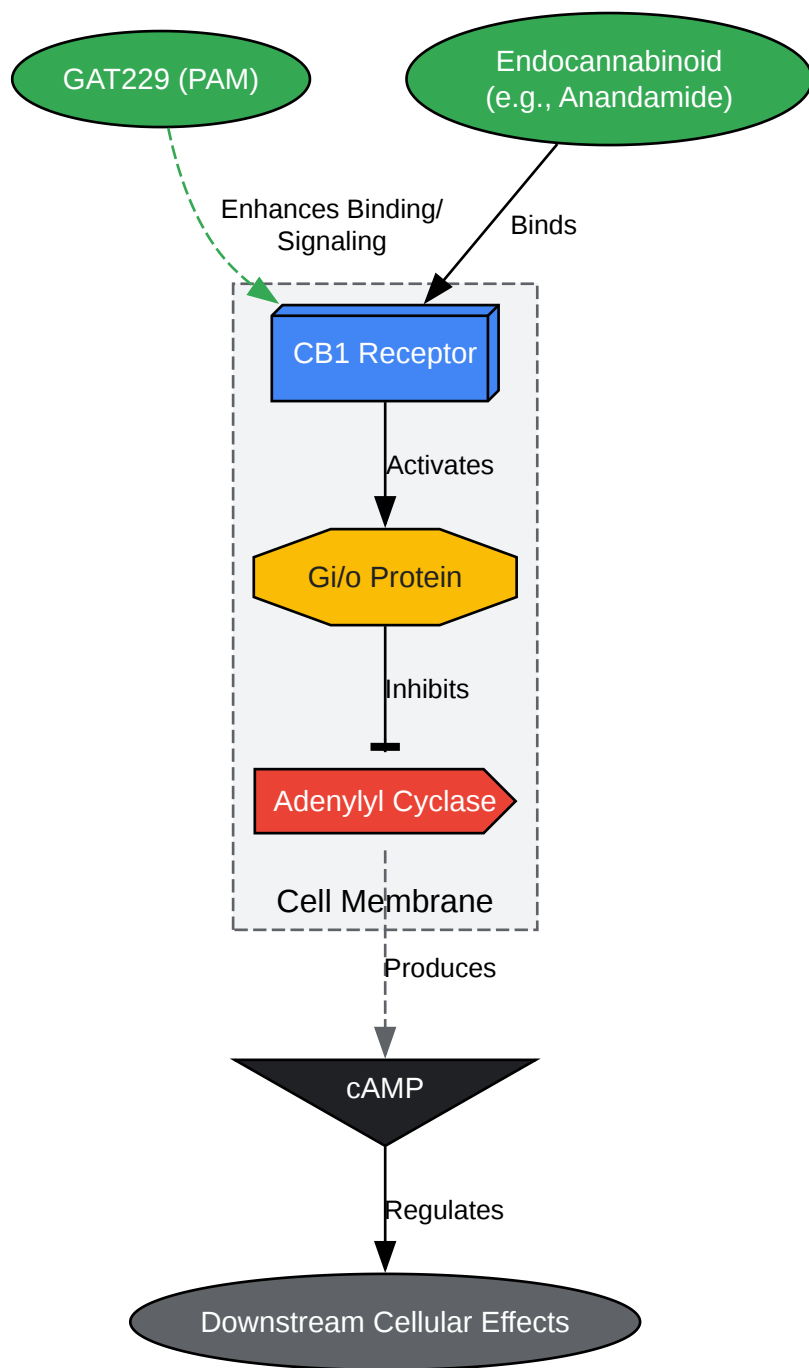 GAT229 (PAM)
Endocannabinoid
(e.g., Anandamide)
Enhances Binding/
Signaling
Binds
CB1 Receptor
Activates
Gi/o Protein
Inhibits
Adenylyl Cyclase
Cell Membrane
Produces
cAMP
Regulates
Downstream Cellular Effects